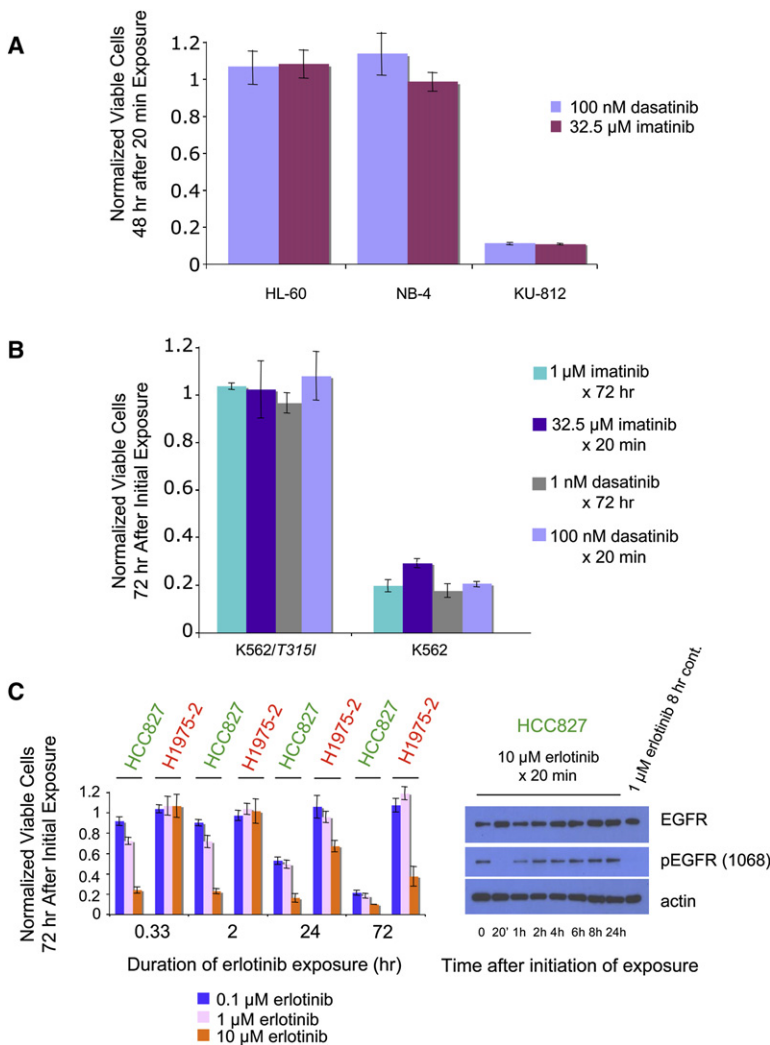 A
Normalized Viable Cells
48 hr after 20 min Exposure
1.2
1
0.8
0.6
0.4
0.2
0
HL-60 NB-4 KU-812
100 nM dasatinib
32.5 µM imatinib
B
Normalized Viable Cells
72 hr After Initial Exposure
1.2
1
0.8
0.6
0.4
0.2
0
K562/T315I K562
1 µM imatinib
x 72 hr
32.5 µM imatinib
x 20 min
1 nM dasatinib
x 72 hr
100 nM dasatinib
x 20 min
C
Normalized Viable Cells
72 hr After Initial Exposure
HCC827 H1975-2 HCC827 H1975-2 HCC827 H1975-2 HCC827 H1975-2
1.2
1
0.8
0.6
0.4
0.2
0
0.33 2 24 72
Duration of erlotinib exposure (hr)
0.1 µM erlotinib
1 µM erlotinib
10 µM erlotinib
HCC827
10 µM erlotinib
x 20 min
1 µM erlotinib 8 hr cont.
EGFR
pEGFR (1068)
actin
0 20' 1h 2h 4h 6h 8h 24h
Time after initiation of exposure